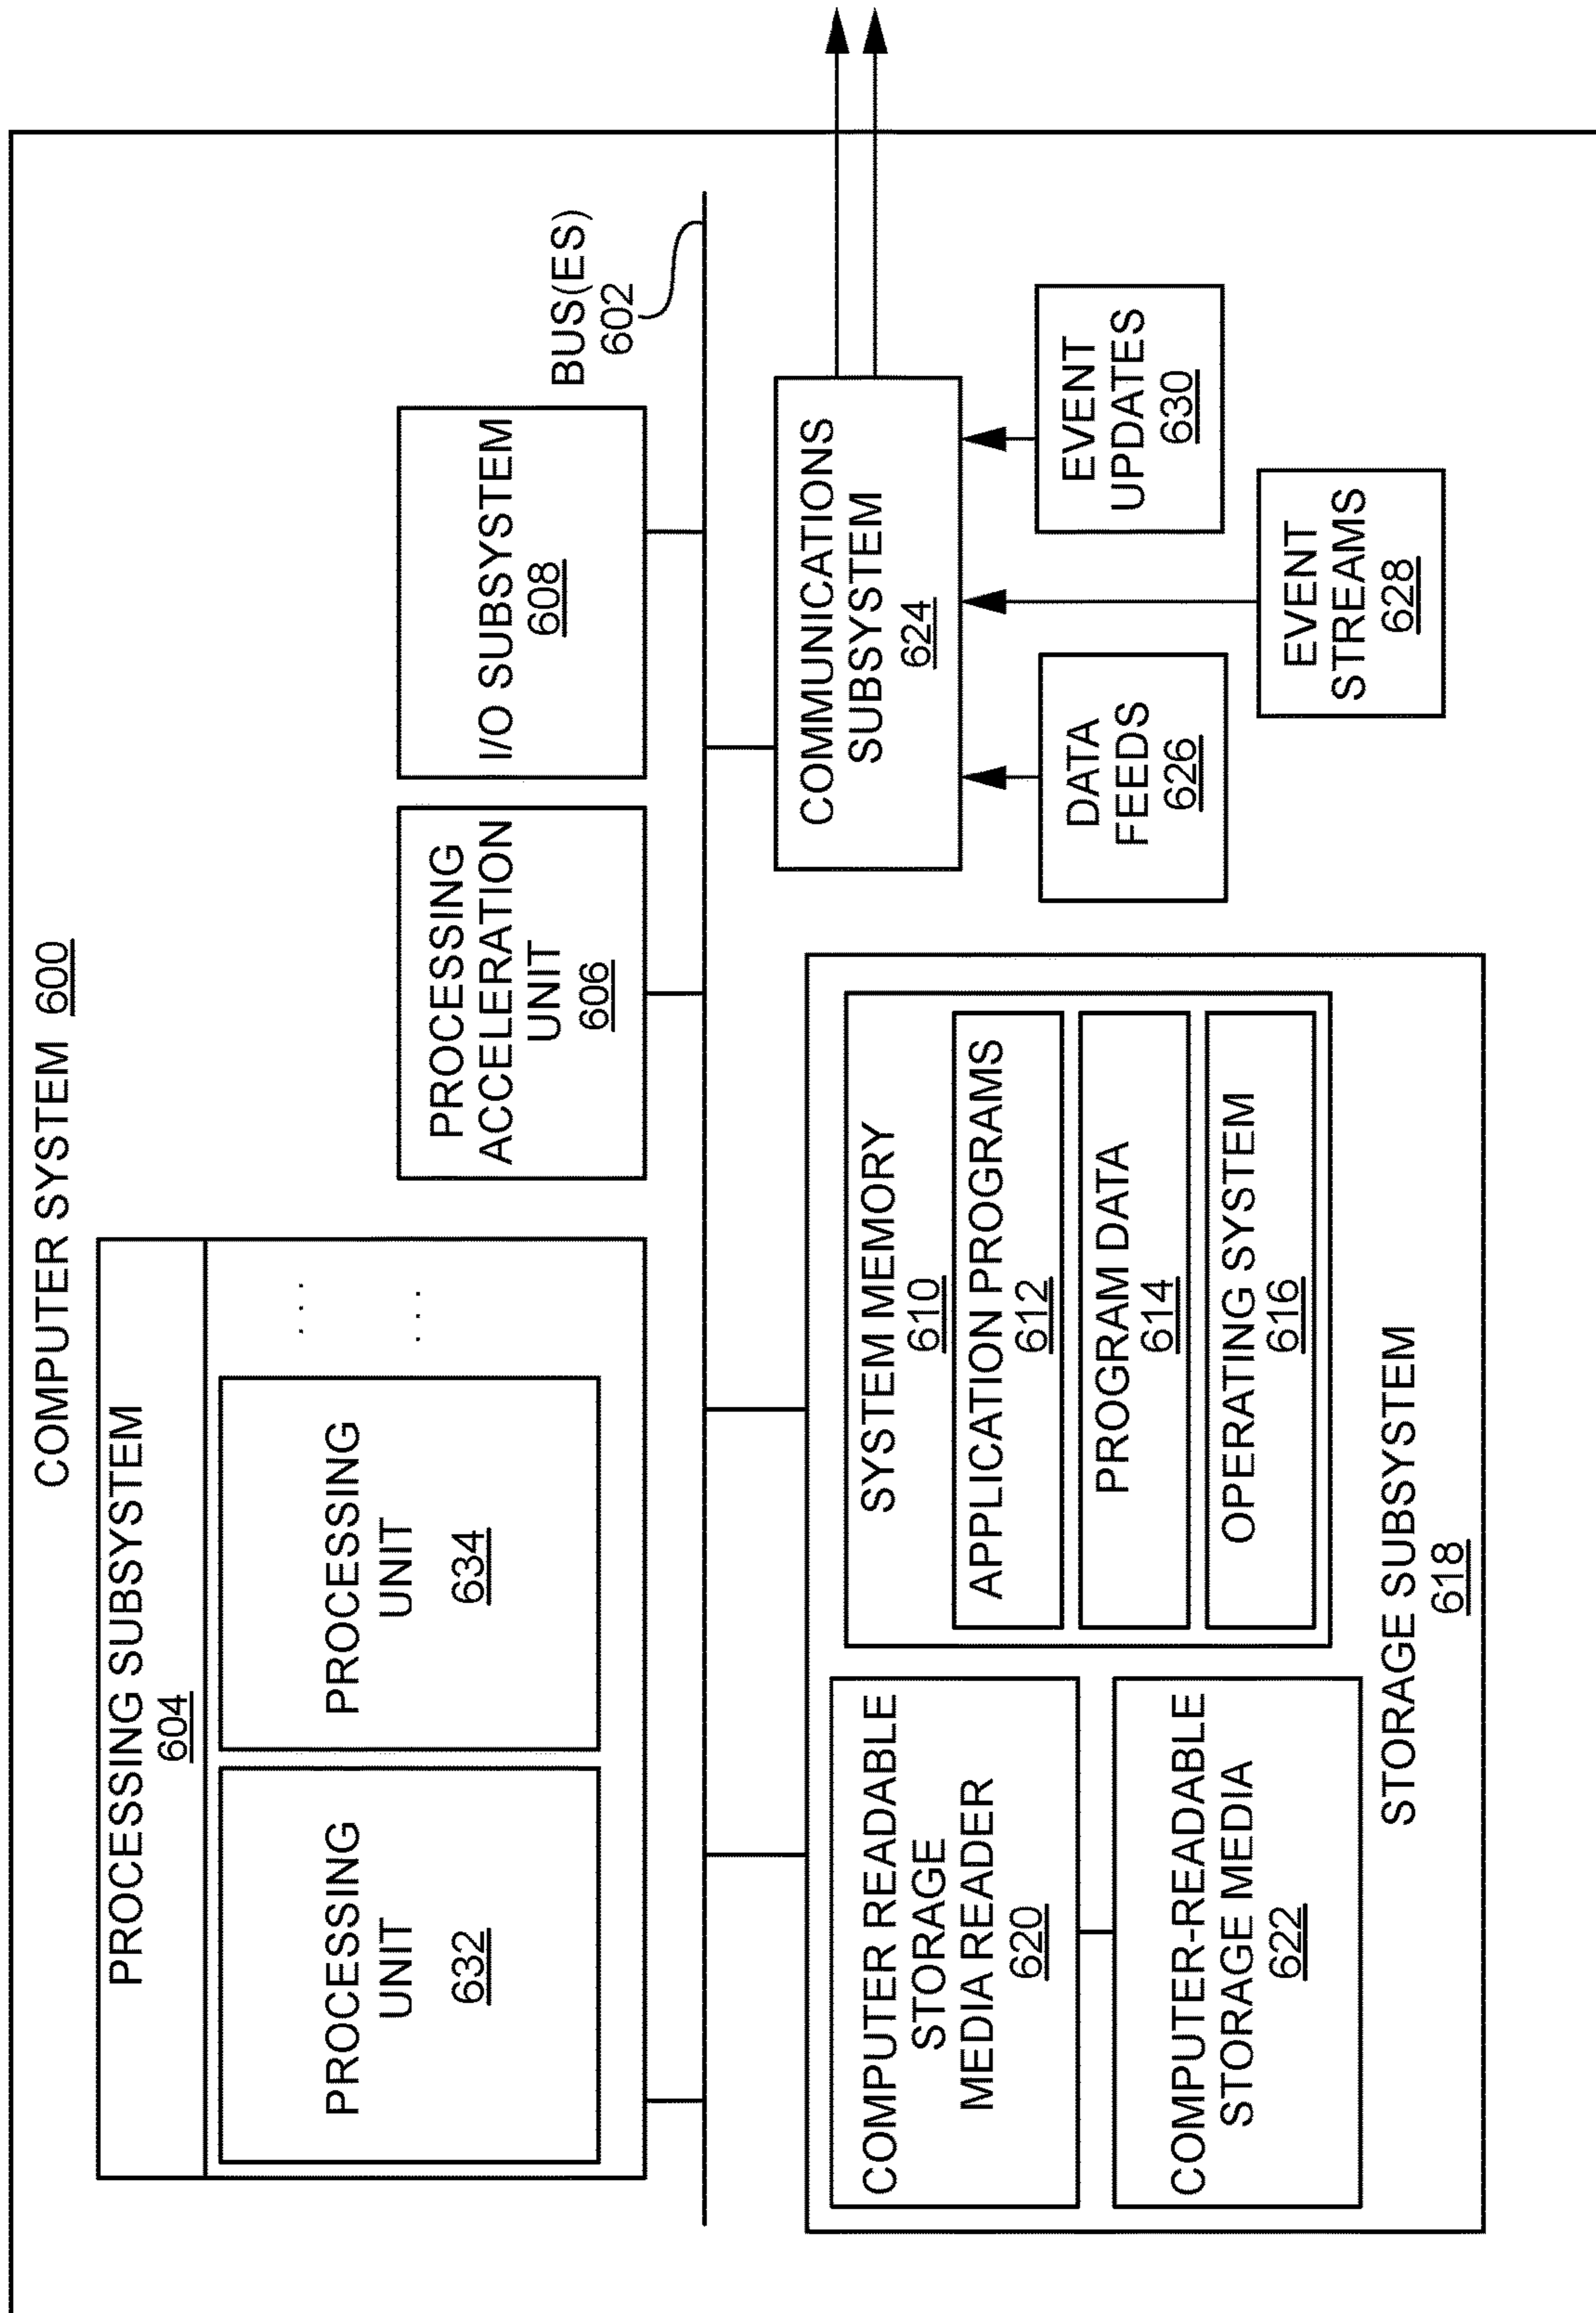 COMPUTER SYSTEM 600
PROCESSING SUBSYSTEM
604
PROCESSING
UNIT
632
PROCESSING
UNIT
634
. . .
. . .
PROCESSING
ACCELERATION
UNIT
606
I/O SUBSYSTEM
608
BUS(ES)
602
COMPUTER READABLE
STORAGE
MEDIA READER
620
COMPUTER-READABLE
STORAGE MEDIA
622
SYSTEM MEMORY
610
APPLICATION PROGRAMS
612
PROGRAM DATA
614
OPERATING SYSTEM
616
STORAGE SUBSYSTEM
618
COMMUNICATIONS
SUBSYSTEM
624
DATA
FEEDS
626
EVENT
STREAMS
628
EVENT
UPDATES
630